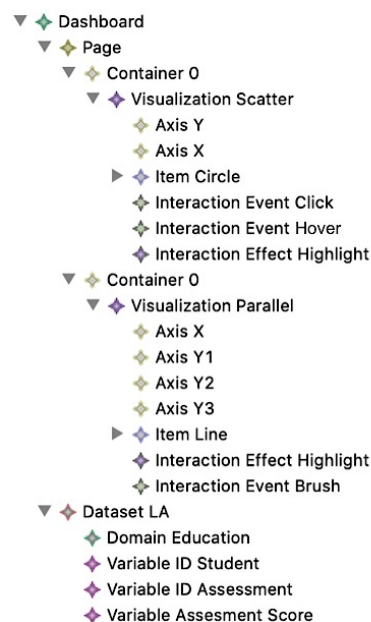 Dashboard
Page
Container 0
Visualization Scatter
Axis Y
Axis X
Item Circle
Interaction Event Click
Interaction Event Hover
Interaction Effect Highlight
Container 0
Visualization Parallel
Axis X
Axis Y1
Axis Y2
Axis Y3
Item Line
Interaction Effect Highlight
Interaction Event Brush
Dataset LA
Domain Education
Variable ID Student
Variable ID Assessment
Variable Assesment Score